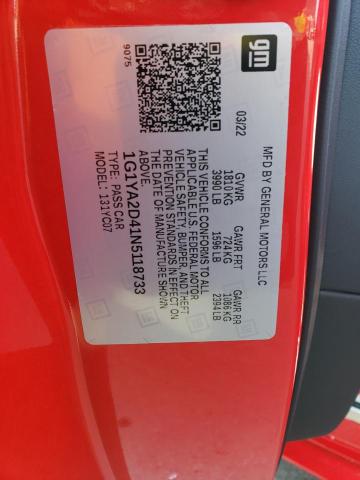 gm
MFD BY GENERAL MOTORS LLC
03/22
GVWR GAWR FRT GAWR RR
1810 KG 724 KG 1086 KG
3990 LB 1596 LB 2394 LB
THIS VEHICLE CONFORMS TO ALL
APPLICABLE U.S. FEDERAL MOTOR
VEHICLE SAFETY, BUMPER, AND THEFT
PREVENTION STANDARDS IN EFFECT ON
THE DATE OF MANUFACTURE SHOWN
ABOVE.
1G1YA2D41N5118733
TYPE: PASS CAR
131YC07
9075